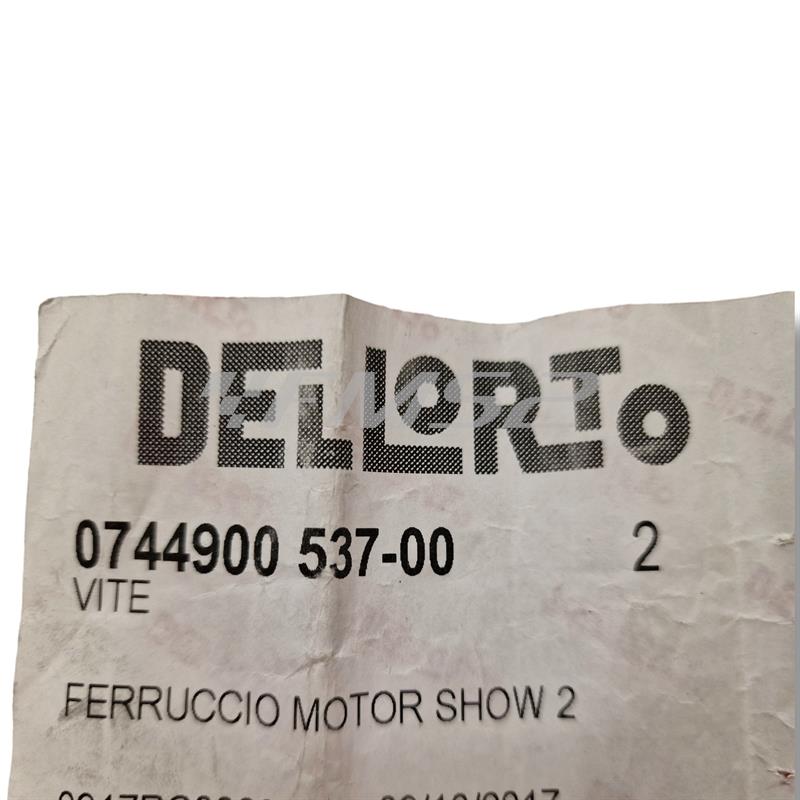 DELLORTO
0744900 537-00 2
VITE
FERRUCCIO MOTOR SHOW 2